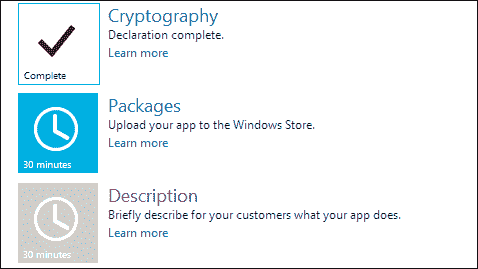 Cryptography
Declaration complete.
Learn more
Complete
Packages
Upload your app to the Windows Store.
Learn more
30 minutes
Description
Briefly describe for your customers what your app does.
Learn more
30 minutes